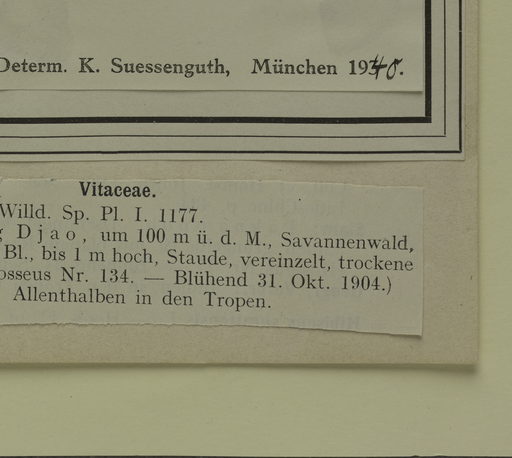 Determ. K. Suessenguth, München 1940.
Vitaceae.
Willd. Sp. Pl. I. 1177.
Djao, um 100 m ü. d. M., Savannenwald,
Bl., bis 1 m hoch, Staude, vereinzelt, trockene
osseus Nr. 134. — Blühend 31. Okt. 1904.)
Allenthalben in den Tropen.